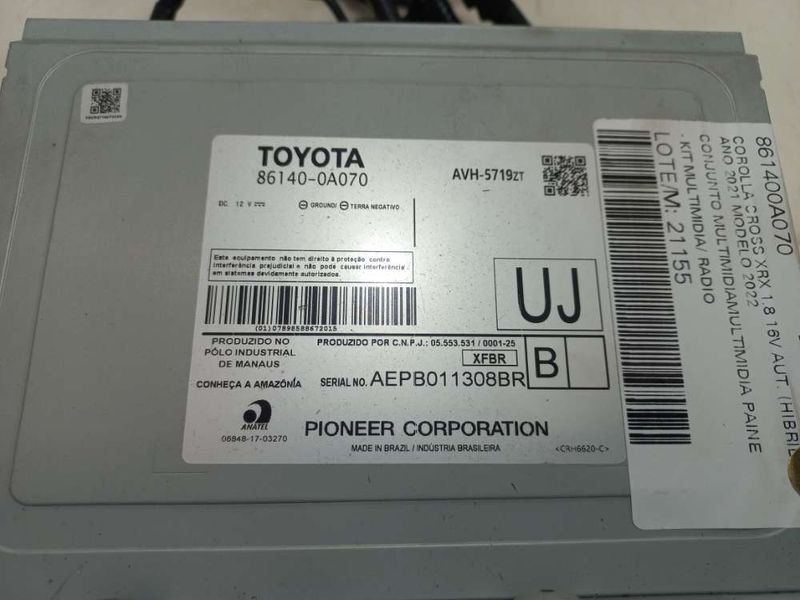 TOYOTA
86140-0A070
AVH-5719ZT
DC 12 V
GROUND/ TERRA NEGATIVO
Este equipamento não tem direito à proteção contra
interferência prejudicial e não pode causar interferência
em sistemas devidamente autorizados.
(01)07898588672015
UJ
PRODUZIDO NO
PÓLO INDUSTRIAL
DE MANAUS
CONHEÇA A AMAZÔNIA
PRODUZIDO POR C.N.P.J.: 05.553.531 / 0001-25
XFBR
SERIAL NO. AEPB011308BR
B
ANATEL
06848-17-03270
PIONEER CORPORATION
MADE IN BRAZIL / INDÚSTRIA BRASILEIRA
<CRH6620-C>
861400A070
COROLLA CROSS XRX 1.8 16V AUT. (HIBRI
ANO 2021 MODELO 2022
CONJUNTO MULTIMIDIAMULTIMIDIA PAINE
- KIT MULTIMIDIA/ RADIO
LOTE/M: 21155